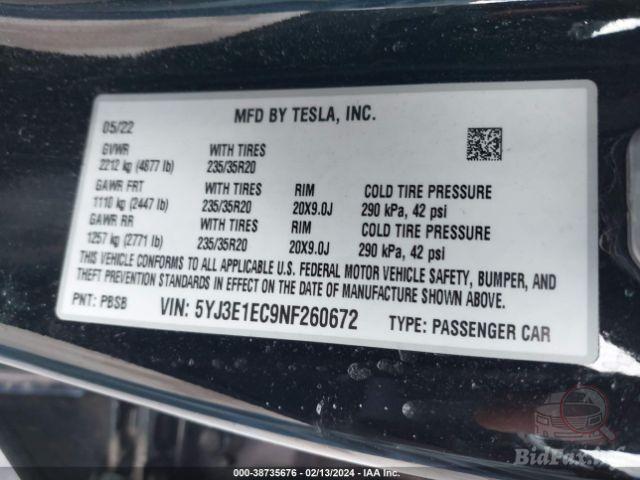 MFD BY TESLA, INC.
05/22
GVWR WITH TIRES
2212 kg (4877 lb) 235/35R20
GAWR FRT WITH TIRES RIM COLD TIRE PRESSURE
1110 kg (2447 lb) 235/35R20 20X9.0J 290 kPa, 42 psi
GAWR RR WITH TIRES RIM COLD TIRE PRESSURE
1257 kg (2771 lb) 235/35R20 20X9.0J 290 kPa, 42 psi
THIS VEHICLE CONFORMS TO ALL APPLICABLE U.S. FEDERAL MOTOR VEHICLE SAFETY, BUMPER, AND
THEFT PREVENTION STANDARDS IN EFFECT ON THE DATE OF MANUFACTURE SHOWN ABOVE.
PNT: PBSB VIN: 5YJ3E1EC9NF260672 TYPE: PASSENGER CAR
000-38735676 - 02/13/2024 - IAA Inc.